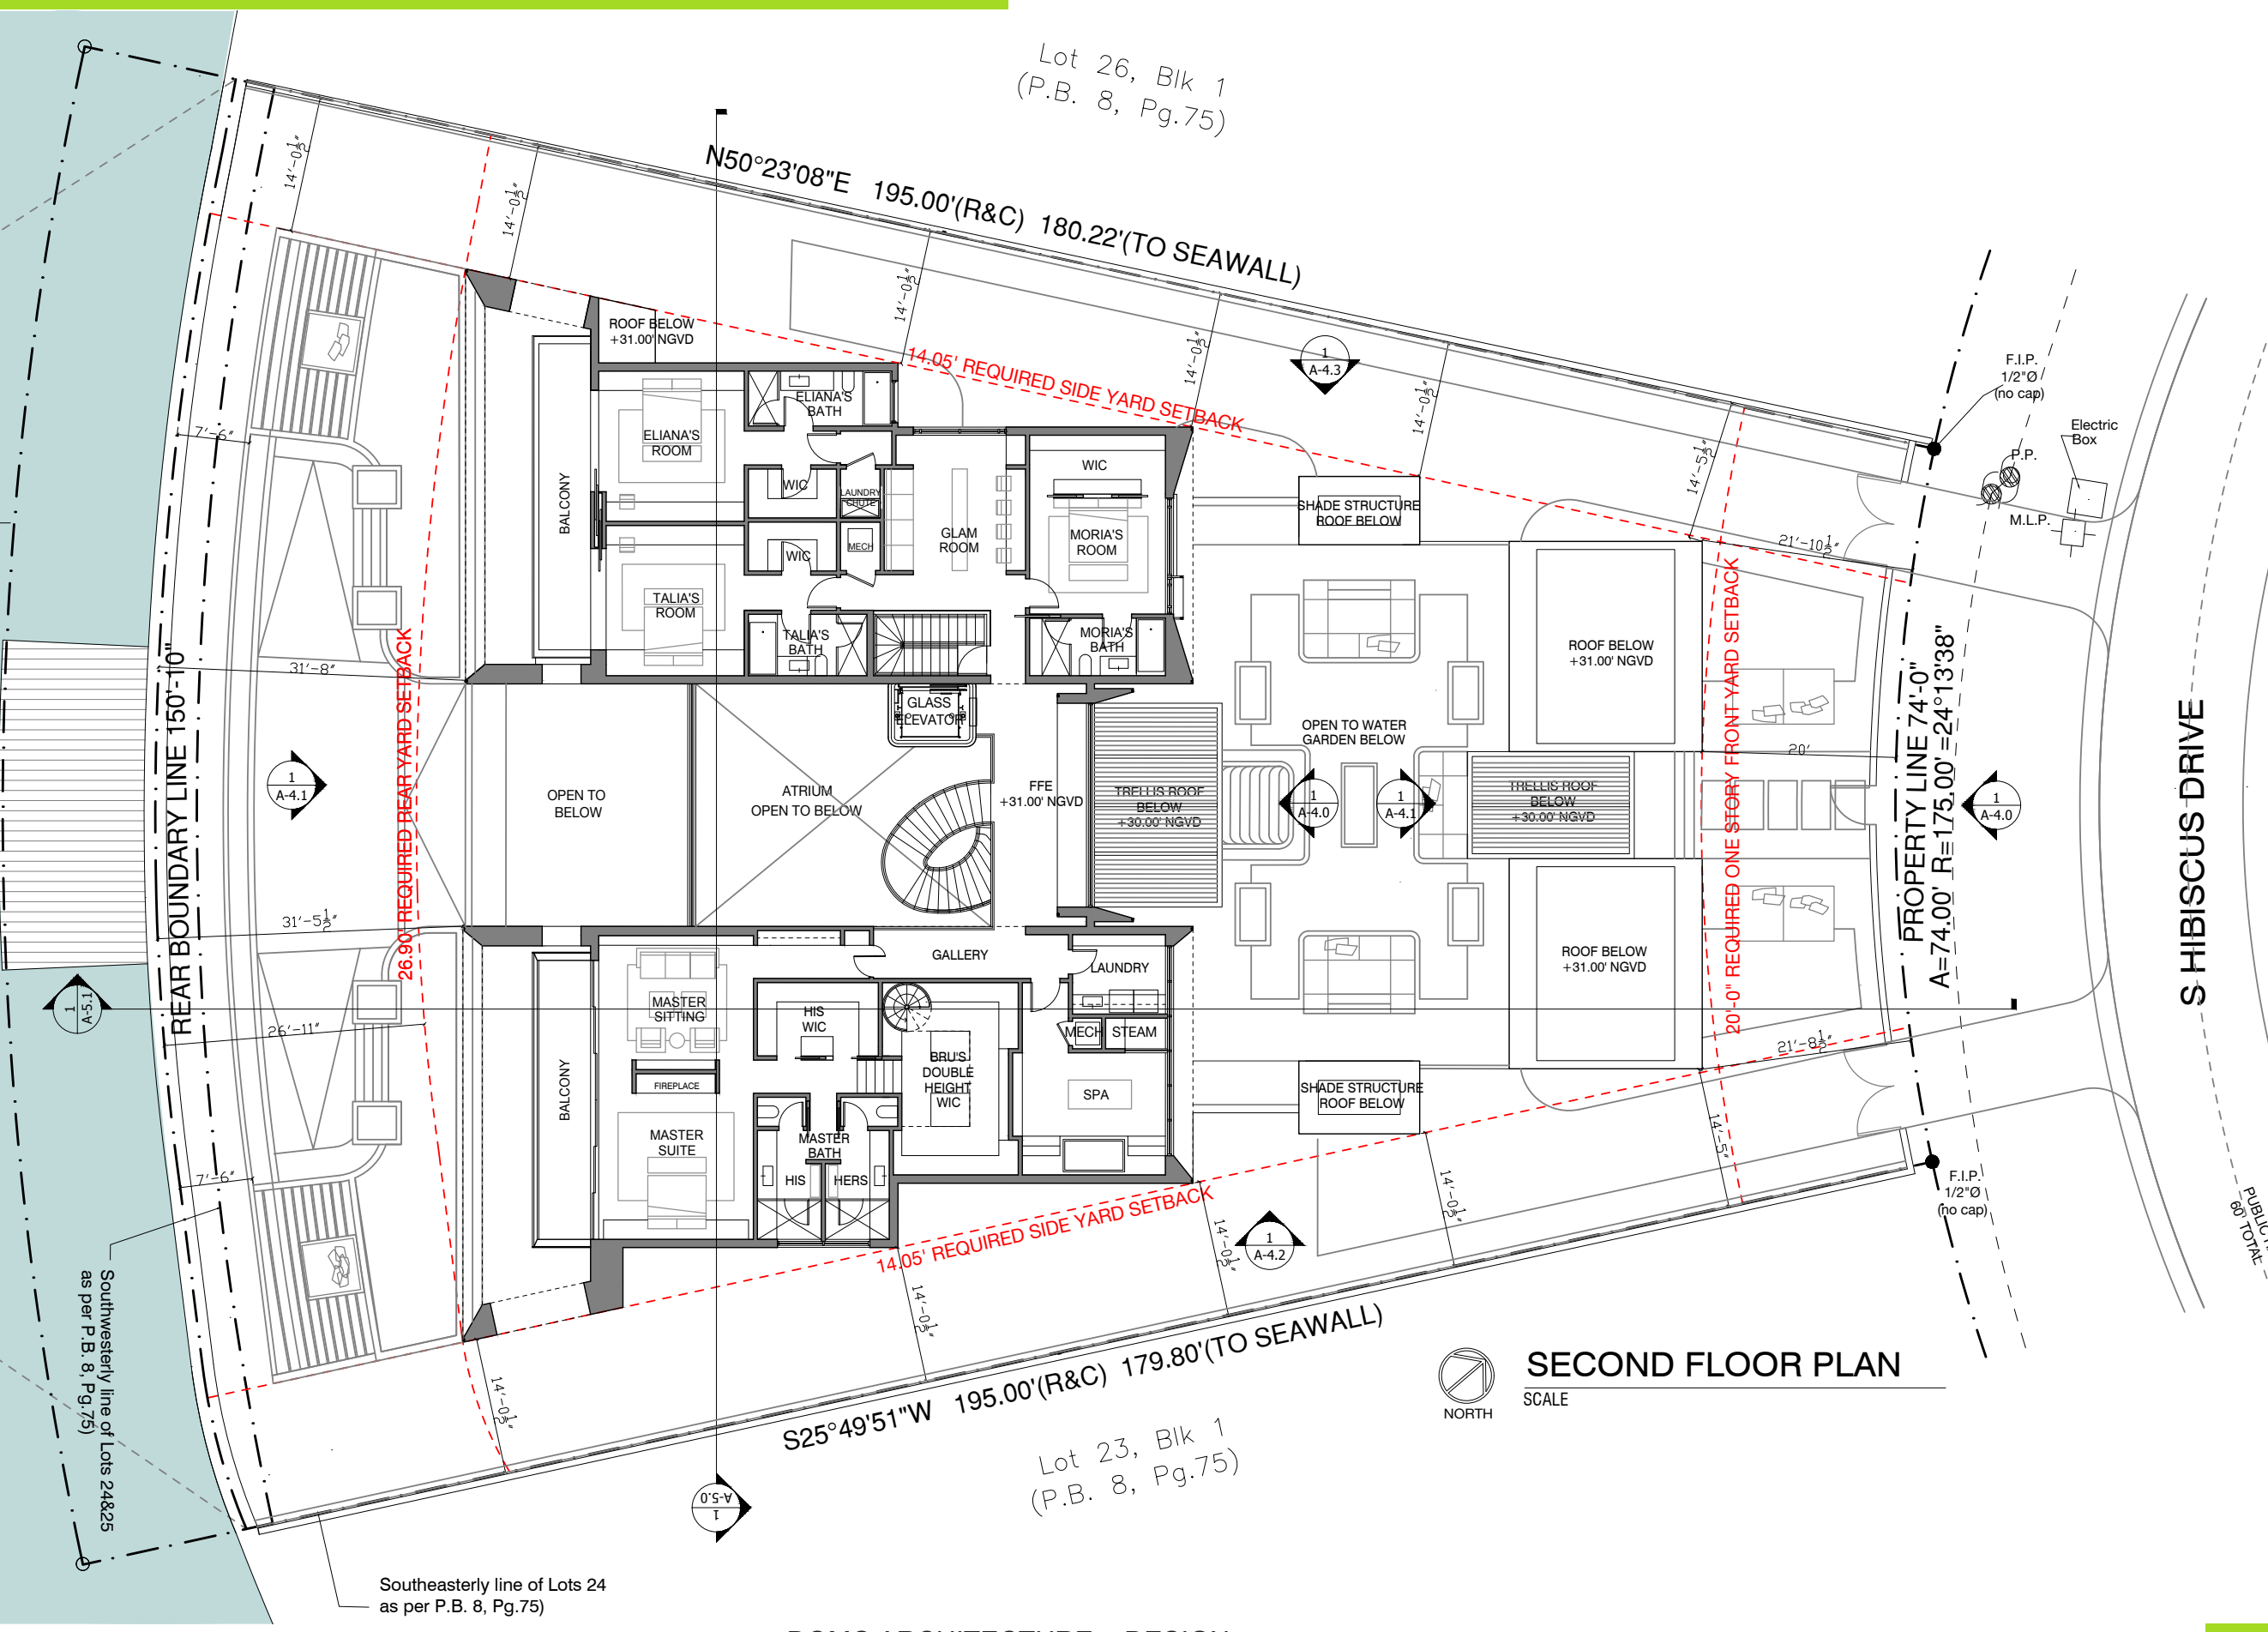 Lot 26, Blk 1
(P.B. 8, Pg.75)
N50°23'08"E 195.00'(R&C) 180.22'(TO SEAWALL)
14'-0½"
14'-0½"
14'-0½"
14'-0½"
14'-0½"
14'-5½"
ROOF BELOW
+31.00' NGVD
14.05' REQUIRED SIDE YARD SETBACK
1
A-4.3
F.I.P.
1/2"Ø
(no cap)
Electric
Box
P.P.
M.L.P.
7'-6"
ELIANA'S
BATH
ELIANA'S
ROOM
BALCONY
WIC
LAUNDRY
CHUTE
WIC
MECH
GLAM
ROOM
WIC
MORIA'S
ROOM
SHADE STRUCTURE
ROOF BELOW
21'-10½"
TALIA'S
ROOM
TALIA'S
BATH
MORIA'S
BATH
ROOF BELOW
+31.00' NGVD
31'-8"
GLASS
ELEVATOR
OPEN TO WATER
GARDEN BELOW
20'
1
A-4.1
OPEN TO
BELOW
ATRIUM
OPEN TO BELOW
FFE
+31.00' NGVD
TRELLIS ROOF
BELOW
+30.00' NGVD
1
A-4.0
1
A-4.1
TRELLIS ROOF
BELOW
+30.00' NGVD
1
A-4.0
REAR BOUNDARY LINE 150'-10"
26.90' REQUIRED REAR YARD SETBACK
20'-0" REQUIRED ONE STORY FRONT YARD SETBACK
PROPERTY LINE 74'-0"
A=74.00' R=175.00'=24°13'38"
S HIBISCUS DRIVE
31'-5½"
GALLERY
LAUNDRY
ROOF BELOW
+31.00' NGVD
1
A-5.1
26'-11"
MASTER
SITTING
HIS
WIC
MECH
STEAM
21'-8½"
BALCONY
FIREPLACE
BRU'S
DOUBLE
HEIGHT
WIC
SPA
SHADE STRUCTURE
ROOF BELOW
MASTER
SUITE
MASTER
BATH
HIS
HERS
7'-6"
14'-5"
14'-0½"
14'-0½"
14'-0½"
14'-0½"
14.05' REQUIRED SIDE YARD SETBACK
1
A-4.2
F.I.P.
1/2"Ø
(no cap)
60' TOTAL
Southwesterly line of Lots 24&25
as per P.B. 8, Pg.75)
S25°49'51"W 195.00'(R&C) 179.80'(TO SEAWALL)
Lot 23, Blk 1
(P.B. 8, Pg.75)
1
A-5.0
NORTH
SECOND FLOOR PLAN
SCALE
Southeasterly line of Lots 24
as per P.B. 8, Pg.75)